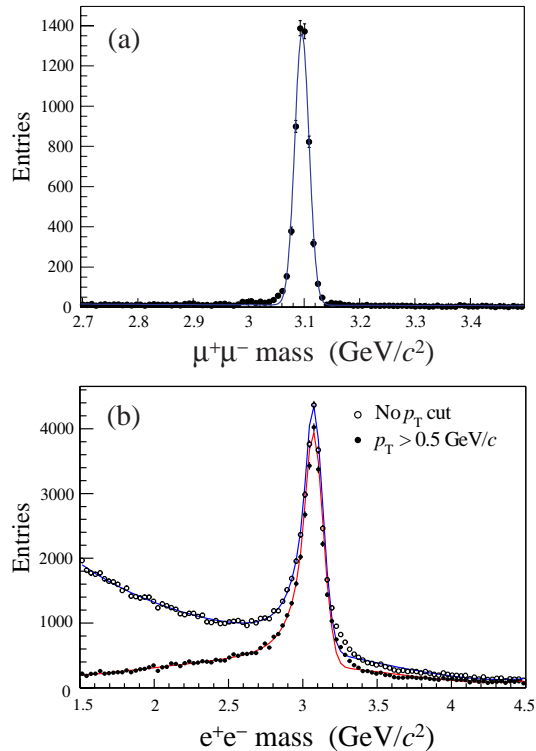 (a)
Entries
1400
1200
1000
800
600
400
200
0
2.7 2.8 2.9 3 3.1 3.2 3.3 3.4
μ⁺μ⁻ mass (GeV/c²)
(b)
No p_T cut
p_T > 0.5 GeV/c
Entries
4000
3000
2000
1000
0
1.5 2 2.5 3 3.5 4 4.5
e⁺e⁻ mass (GeV/c²)